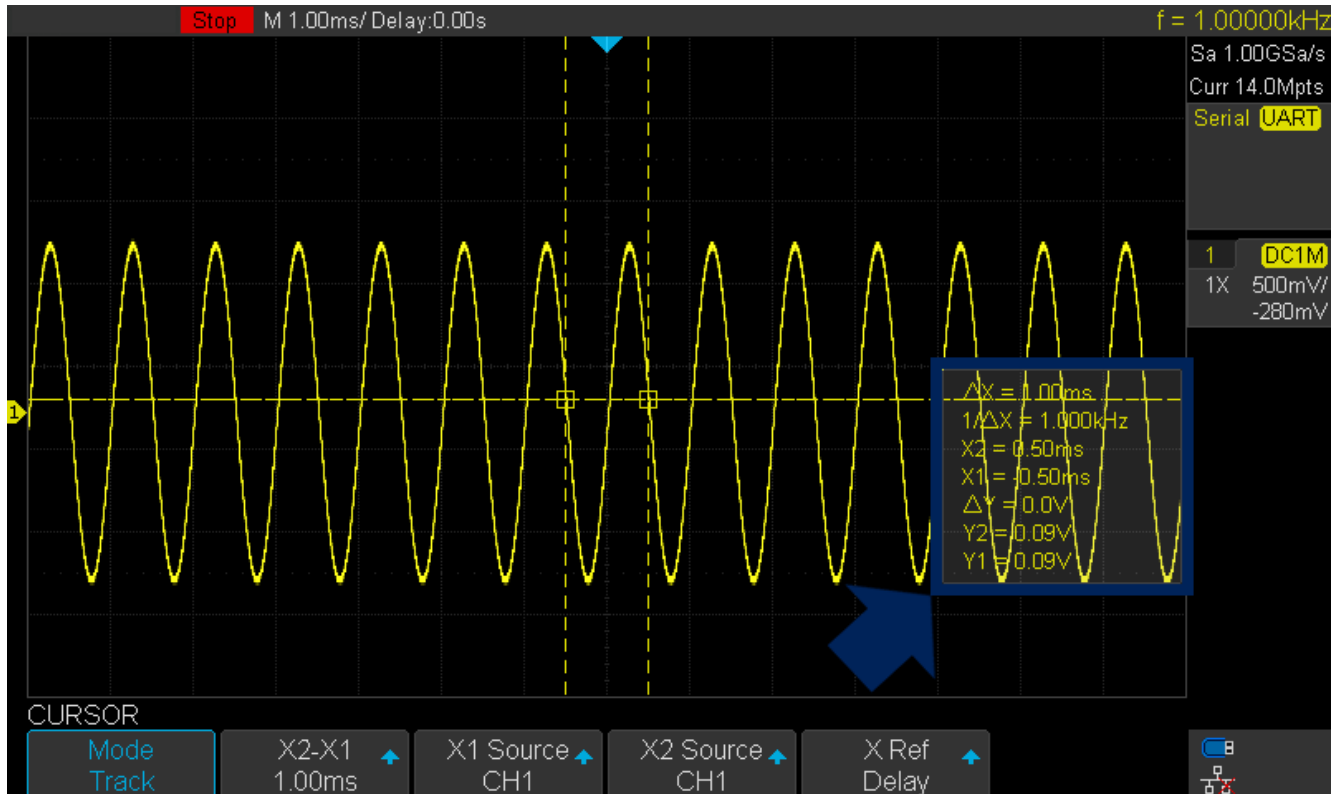 Stop M 1.00ms/ Delay:0.00s f = 1.00000kHz
Sa 1.00GSa/s
Curr 14.0Mpts
Serial UART
1 DC1M
1X 500mV/
-280mV
1
△X = 1.00ms
1/△X = 1.000kHz
X2 = 0.50ms
X1 = -0.50ms
△Y = 0.0V
Y2 = 0.09V
Y1 = 0.09V
CURSOR
Mode
Track
X2-X1
1.00ms
X1 Source
CH1
X2 Source
CH1
X Ref
Delay